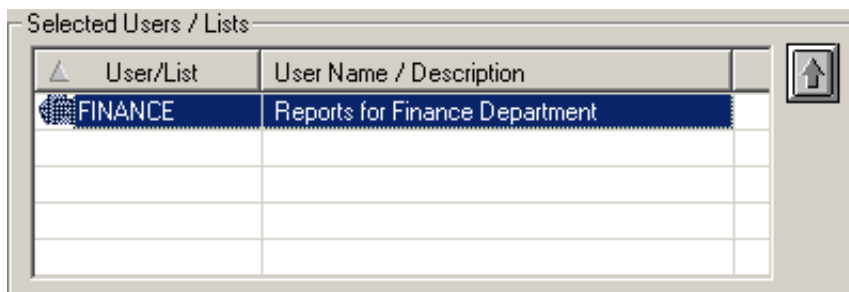 Selected Users / Lists
User/List User Name / Description
FINANCE Reports for Finance Department